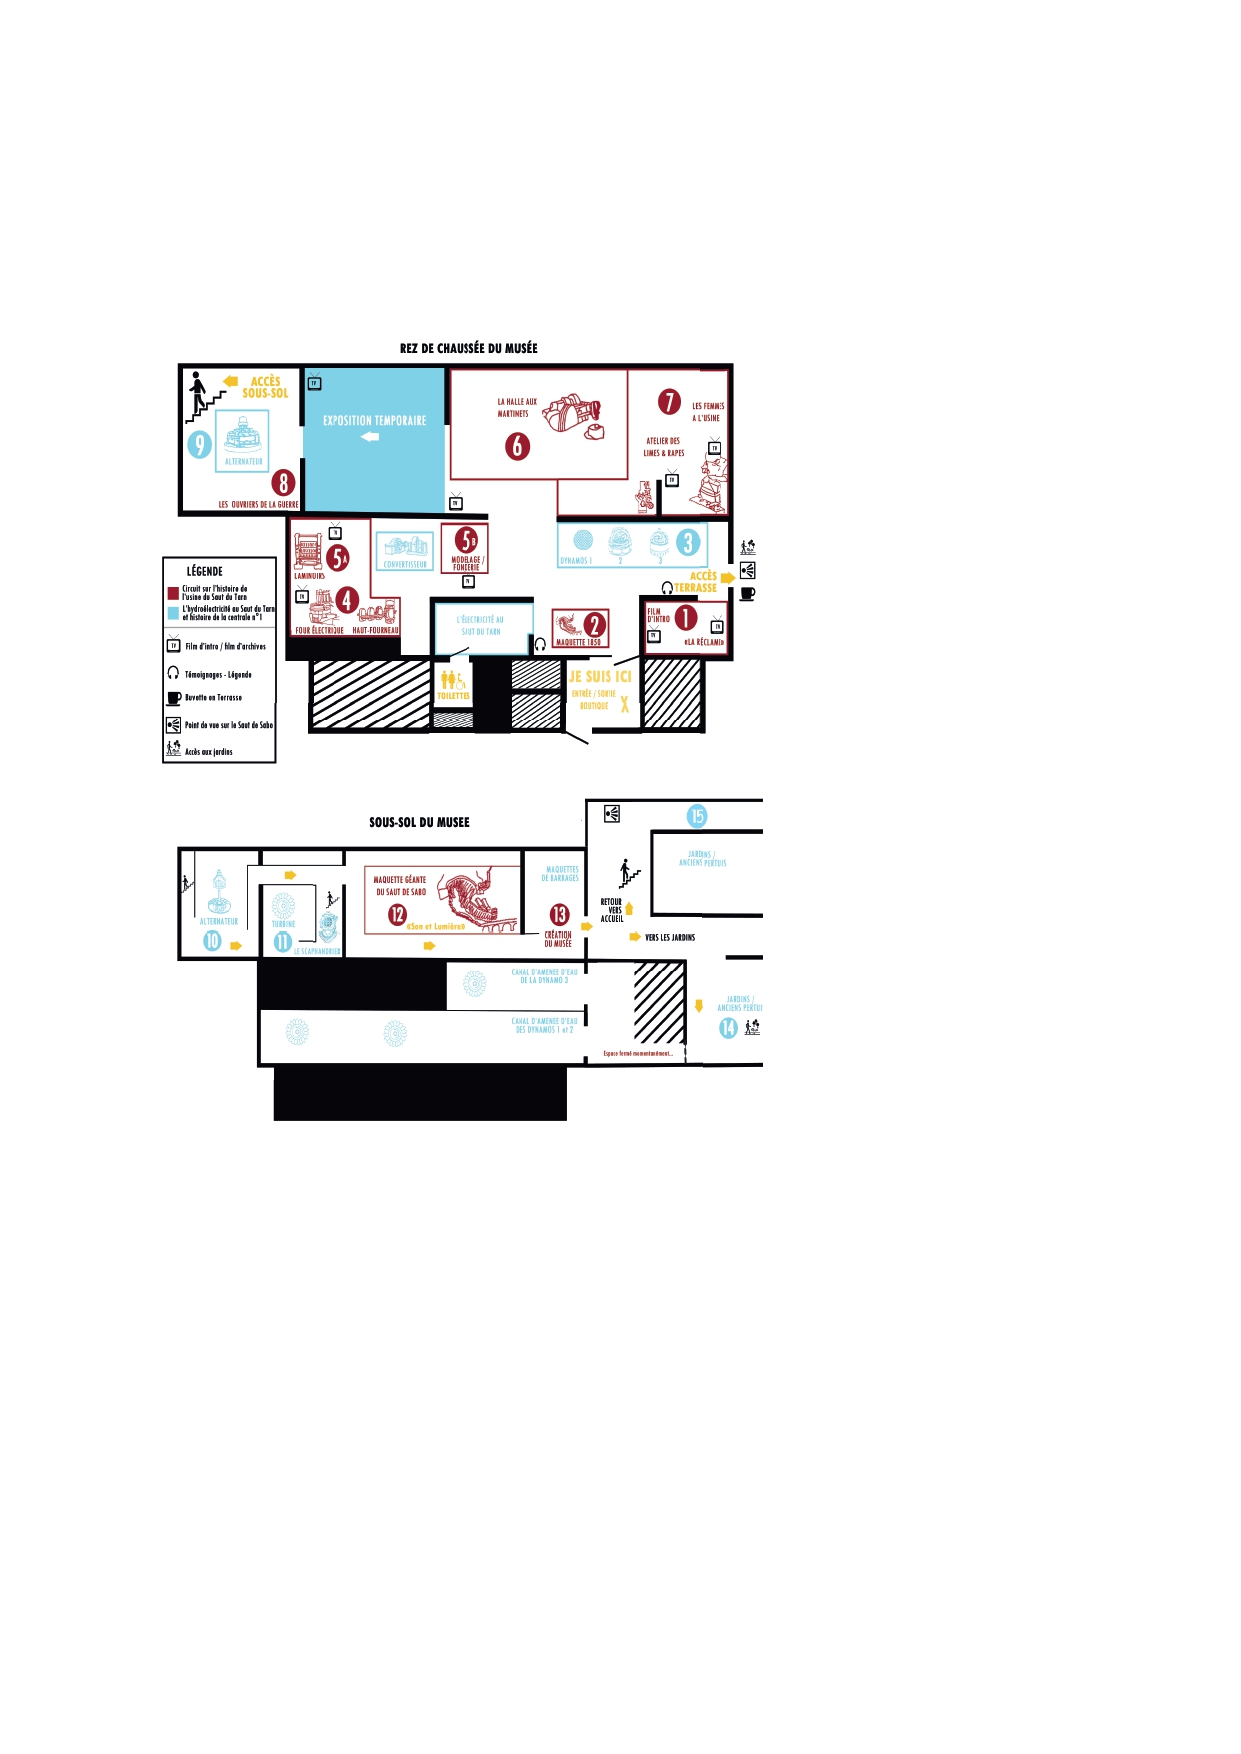 REZ DE CHAUSSÉE DU MUSÉE
ACCÈS
SOUS-SOL
9
ALTERNATEUR
8
LES OUVRIERS DE LA GUERRE
TV
EXPOSITION TEMPORAIRE
TV
LA HALLE AUX
MARTINETS
6
7
LES FEMMES
A L'USINE
ATELIER DES
LIMES & RAPES
TV
TV
TV
5A
LAMINOIRS
CONVERTISSEUR
5B
MODELAGE /
FONDERIE
TV
TV
4
FOUR ÉLECTRIQUE
HAUT-FOURNEAU
DYNAMOS 1
2
3
3
ACCÈS
TERRASSE
L'ÉLECTRICITÉ AU
SAUT DU TARN
2
MAQUETTE 1850
FILM
D'INTRO
1
TV
TV
«LA RÉCLAME»
TOILETTES
JE SUIS ICI
ENTRÉE / SORTIE
BOUTIQUE
X
LÉGENDE
Circuit sur l'histoire de
l'usine du Saut du Tarn
L'hydroélectricité au Saut du Tarn
et histoire de la centrale n°1
TV
Film d'intro / film d'archives
Témoignages - Légende
Buvette en Terrasse
Point de vue sur le Saut de Sabo
Accès aux jardins
SOUS-SOL DU MUSEE
ALTERNATEUR
10
TURBINE
11
LE SCAPHANDRIER
MAQUETTE GÉANTE
DU SAUT DE SABO
12
«Son et Lumière»
MAQUETTES
DE BARRAGES
13
CRÉATION
DU MUSÉE
15
JARDINS /
ANCIENS PERTUIS
RETOUR
VERS
ACCUEIL
VERS LES JARDINS
CANAL D'AMENEE D'EAU
DE LA DYNAMO 3
CANAL D'AMENEE D'EAU
DES DYNAMOS 1 et 2
JARDINS /
ANCIENS PERTUI
14
Espace fermé momentanément...